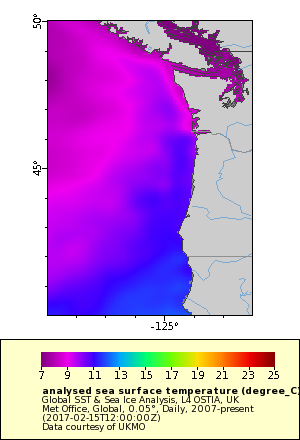 50°
45°
-125°
7 9 11 13 15 17 19 21 23 25
analysed sea surface temperature (degree_C)
Global SST & Sea Ice Analysis, L4 OSTIA, UK
Met Office, Global, 0.05°, Daily, 2007-present
(2017-02-15T12:00:00Z)
Data courtesy of UKMO